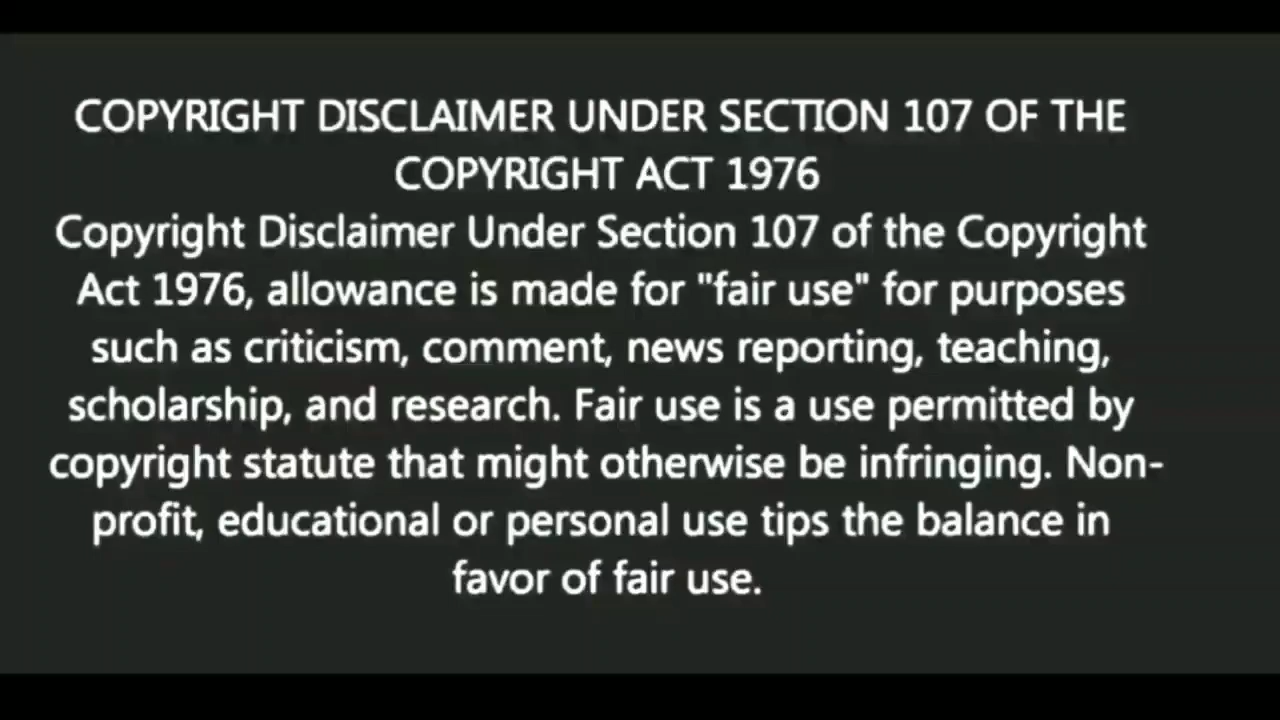 COPYRIGHT DISCLAIMER UNDER SECTION 107 OF THE
COPYRIGHT ACT 1976
Copyright Disclaimer Under Section 107 of the Copyright
Act 1976, allowance is made for "fair use" for purposes
such as criticism, comment, news reporting, teaching,
scholarship, and research. Fair use is a use permitted by
copyright statute that might otherwise be infringing. Non-
profit, educational or personal use tips the balance in
favor of fair use.